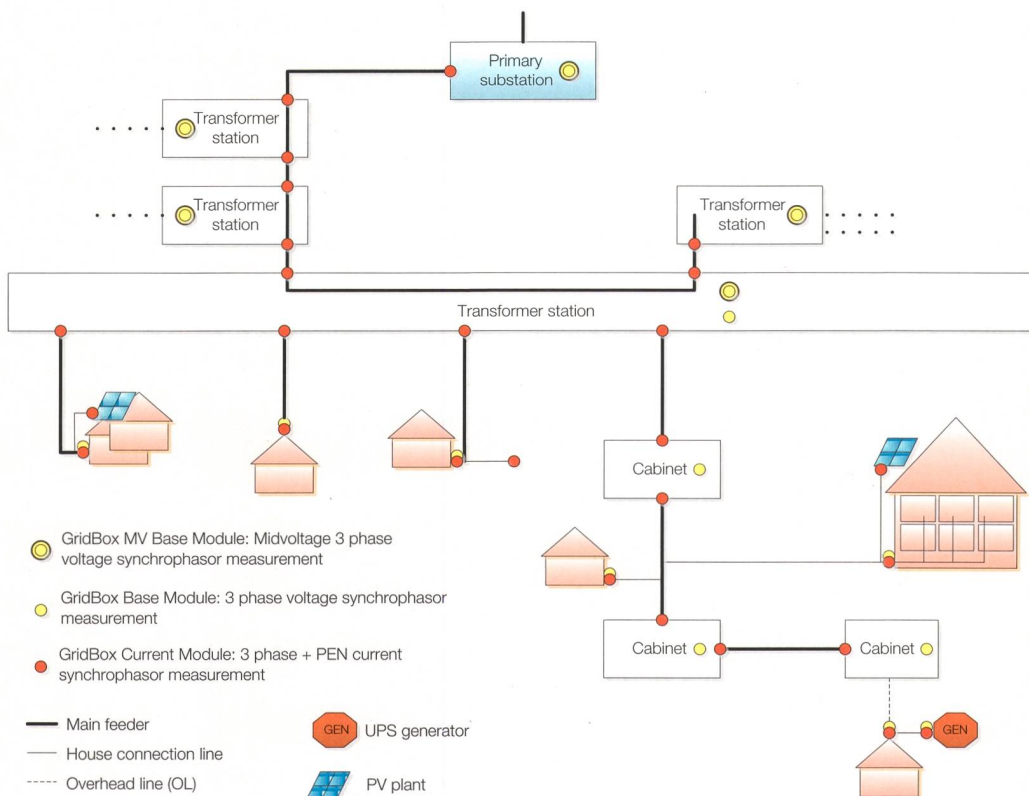 Primary
substation
Transformer
station
Transformer
station
Transformer
station
Transformer station
Cabinet
Cabinet
Cabinet
GEN
GridBox MV Base Module: Midvoltage 3 phase
voltage synchrophasor measurement
GridBox Base Module: 3 phase voltage synchrophasor
measurement
GridBox Current Module: 3 phase + PEN current
synchrophasor measurement
Main feeder
House connection line
Overhead line (OL)
GEN
UPS generator
PV plant